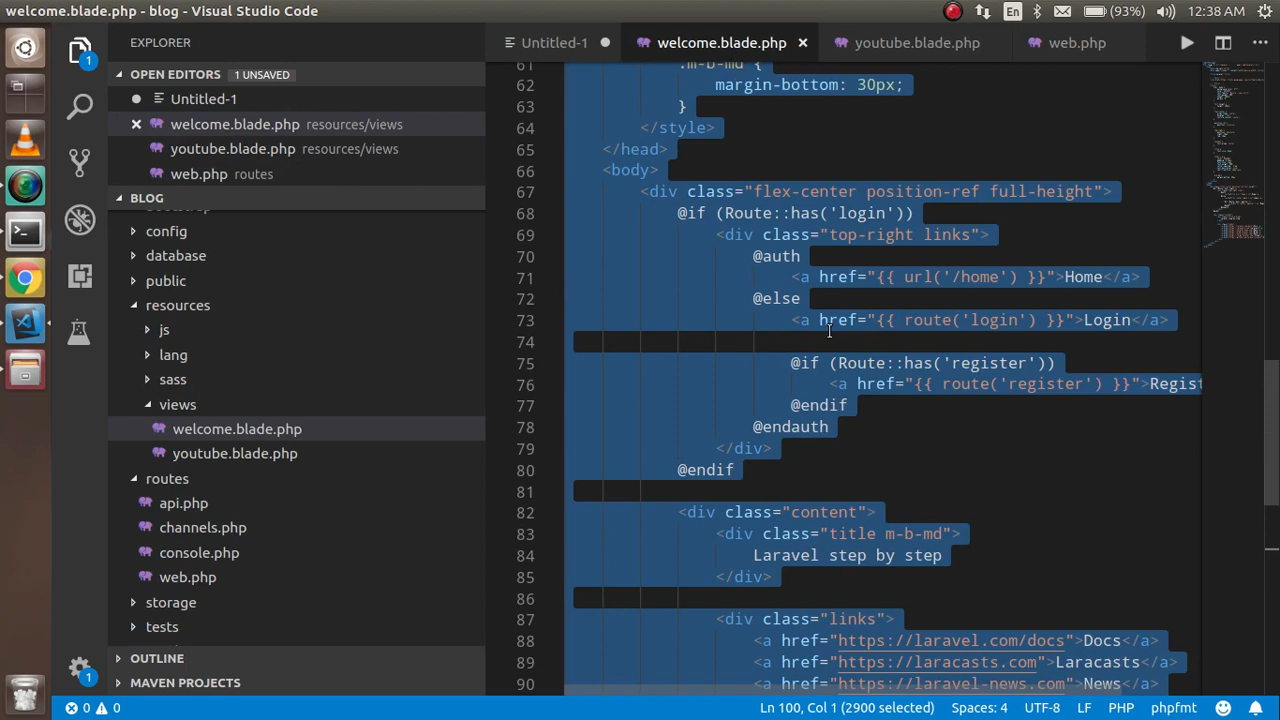 welcome.blade.php - blog - Visual Studio Code
En
(93%)
12:38 AM
EXPLORER
OPEN EDITORS 1 UNSAVED
Untitled-1
welcome.blade.php resources/views
youtube.blade.php resources/views
web.php routes
BLOG
config
database
public
resources
js
lang
sass
views
welcome.blade.php
youtube.blade.php
routes
api.php
channels.php
console.php
web.php
storage
tests
OUTLINE
MAVEN PROJECTS
1
1
Untitled-1
welcome.blade.php
youtube.blade.php
web.php
61 .m-b-md {
62 margin-bottom: 30px;
63 }
64 </style>
65 </head>
66 <body>
67 <div class="flex-center position-ref full-height">
68 @if (Route::has('login'))
69 <div class="top-right links">
70 @auth
71 <a href="{{ url('/home') }}">Home</a>
72 @else
73 <a href="{{ route('login') }}">Login</a>
74
75 @if (Route::has('register'))
76 <a href="{{ route('register') }}">Regist
77 @endif
78 @endauth
79 </div>
80 @endif
81
82 <div class="content">
83 <div class="title m-b-md">
84 Laravel step by step
85 </div>
86
87 <div class="links">
88 <a href="https://laravel.com/docs">Docs</a>
89 <a href="https://laracasts.com">Laracasts</a>
90 <a href="https://laravel-news.com">News</a>
0 0
Ln 100, Col 1 (2900 selected)
Spaces: 4
UTF-8
LF
PHP
phpfmt